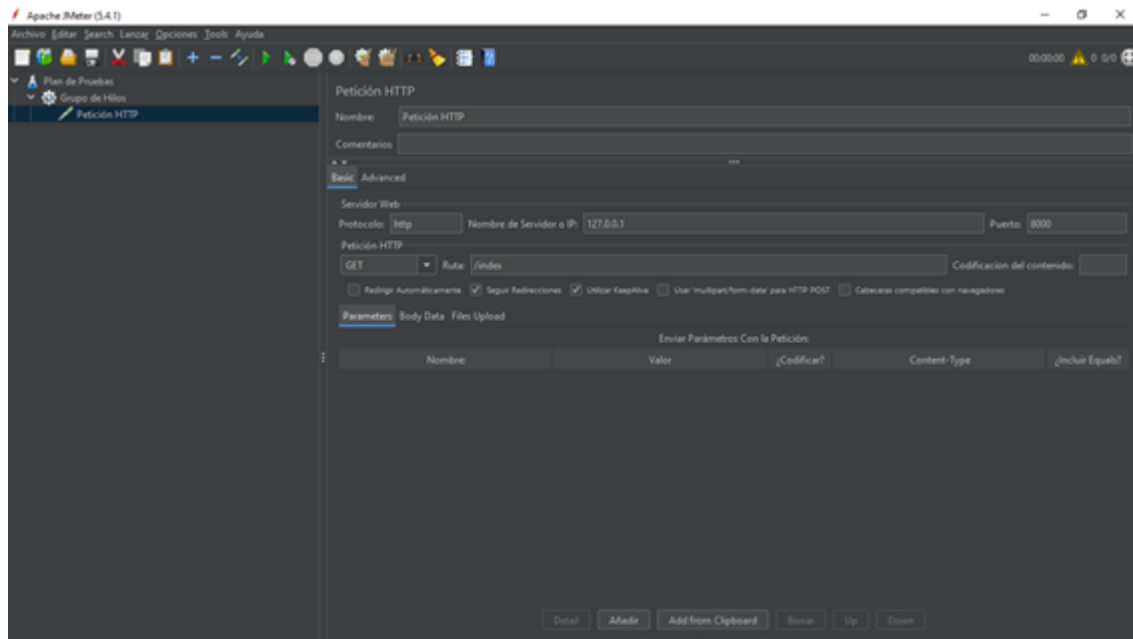 Apache JMeter (5.4.1)
Archivo Editar Search Lanzar Opciones Tools Ayuda
00:00:00 0 0/0
Plan de Pruebas
Grupo de Hilos
Petición HTTP
Petición HTTP
Nombre: Petición HTTP
Comentarios
Basic Advanced
Servidor Web
Protocolo: http Nombre de Servidor o IP: 127.0.0.1 Puerto: 8000
Petición HTTP
GET Ruta: /index Codificacion del contenido:
Redirigir Automáticamente Seguir Redirecciones Utilizar KeepAlive Usar 'multipart/form-data' para HTTP POST Cabeceras compatibles con navegadores
Parameters Body Data Files Upload
Enviar Parámetros Con la Petición:
Nombre: Valor ¿Codificar? Content-Type ¿Incluir Equals?
Detail Añadir Add from Clipboard Borrar Up Down